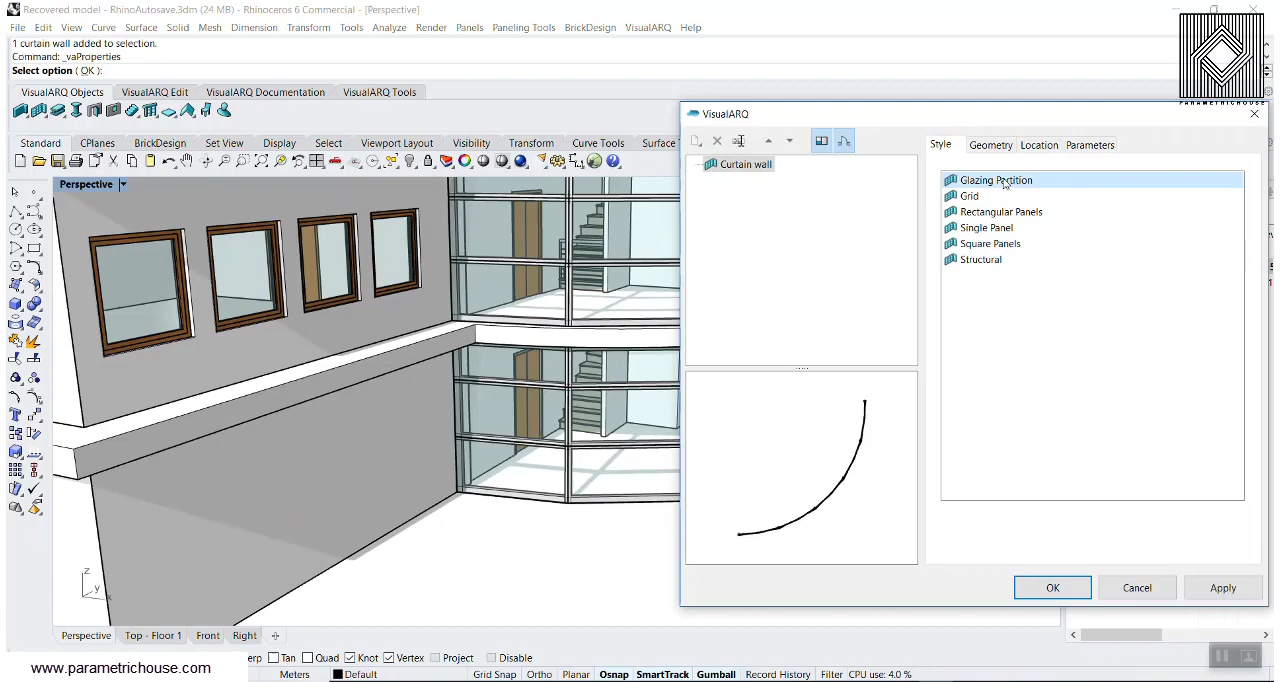 Recovered model - RhinoAutosave.3dm (24 MB) - Rhinoceros 6 Commercial - [Perspective]
File Edit View Curve Surface Solid Mesh Dimension Transform Tools Analyze Render Panels Paneling Tools BrickDesign VisualARQ Help
1 curtain wall added to selection.
Command: _vaProperties
Select option ( OK ):
VisualARQ Objects VisualARQ Edit VisualARQ Documentation VisualARQ Tools
Standard CPlanes BrickDesign Set View Display Select Viewport Layout Visibility Transform Curve Tools Surface
PARAMETRICHOUSE
Perspective
VisualARQ
Curtain wall
Style Geometry Location Parameters
Glazing Partition
Grid
Rectangular Panels
Single Panel
Square Panels
Structural
OK Cancel Apply
z
y
x
Perspective Top - Floor 1 Front Right
erp Tan Quad Knot Vertex Project Disable
www.parametrichouse.com
Meters Default Grid Snap Ortho Planar Osnap SmartTrack Gumball Record History Filter CPU use: 4.0 %